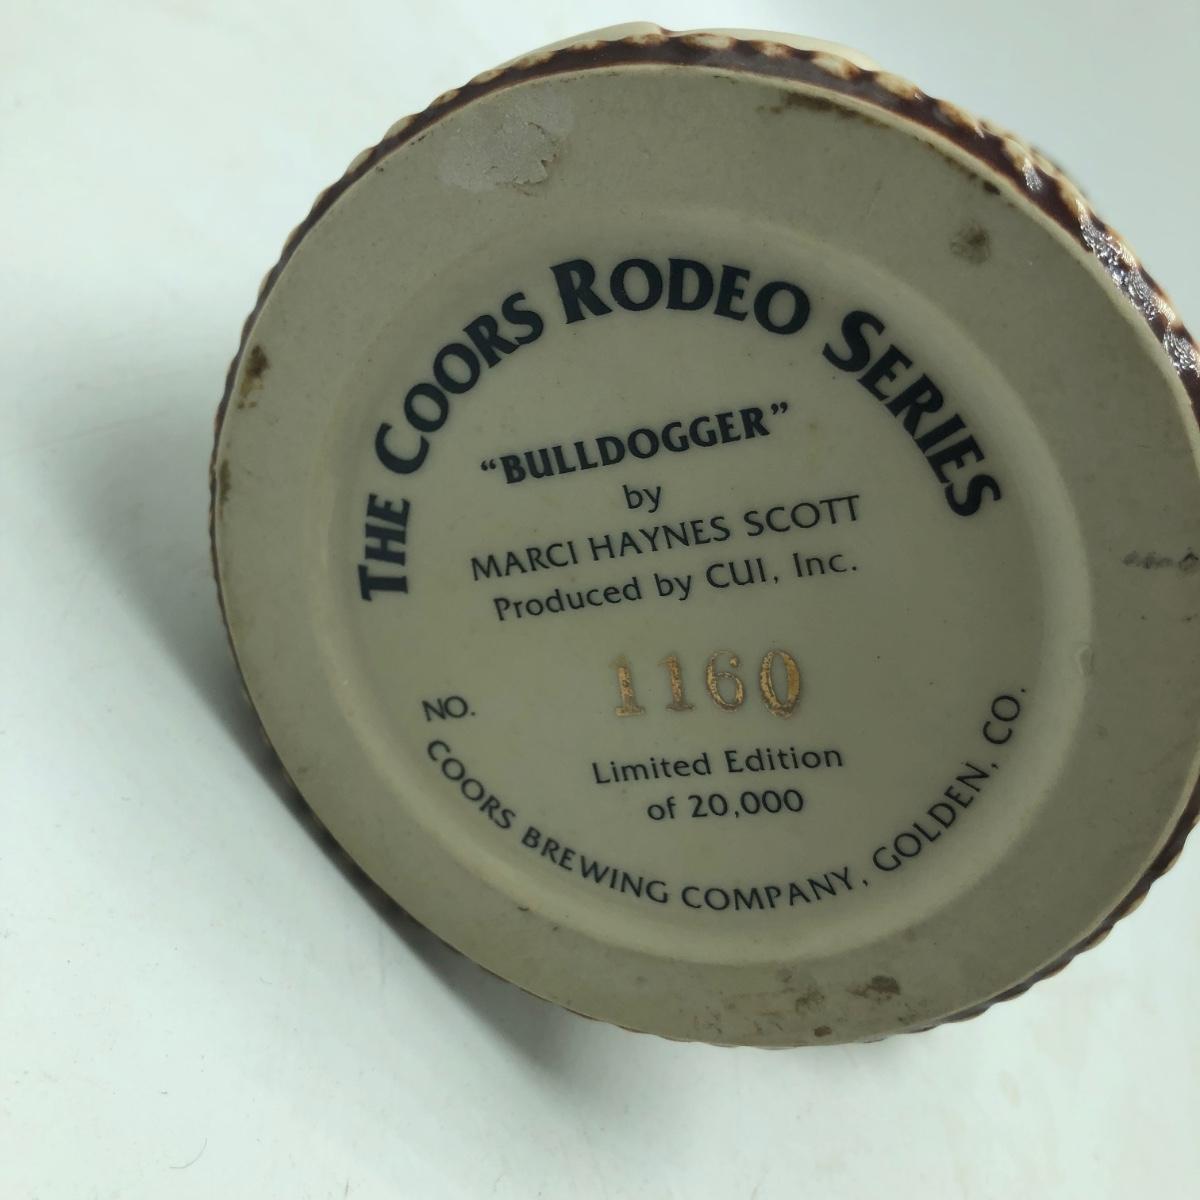 THE COORS RODEO SERIES
“BULLDOGGER”
by
MARCI HAYNES SCOTT
Produced by CUI, Inc.
NO. 1160
Limited Edition
of 20,000
COORS BREWING COMPANY, GOLDEN, CO.